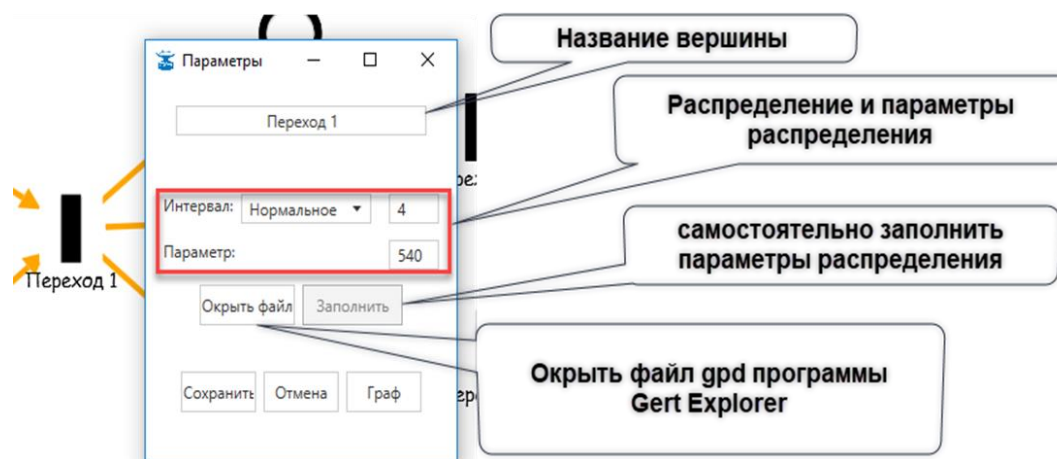 Название вершины
Параметры
Переход 1
Распределение и параметры
распределения
Интервал: Нормальное 4
Параметр: 540
самостоятельно заполнить
параметры распределения
Переход 1
Окрыть файл Заполнить
Окрыть файл gpd программы
Gert Explorer
Сохранить Отмена Граф